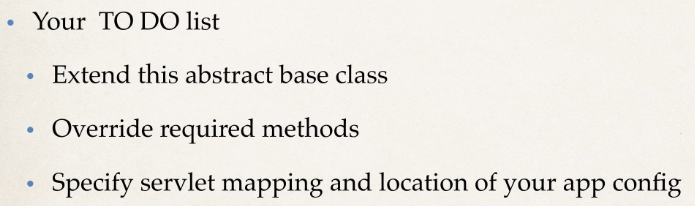 • Your TO DO list
• Extend this abstract base class
• Override required methods
• Specify servlet mapping and location of your app config